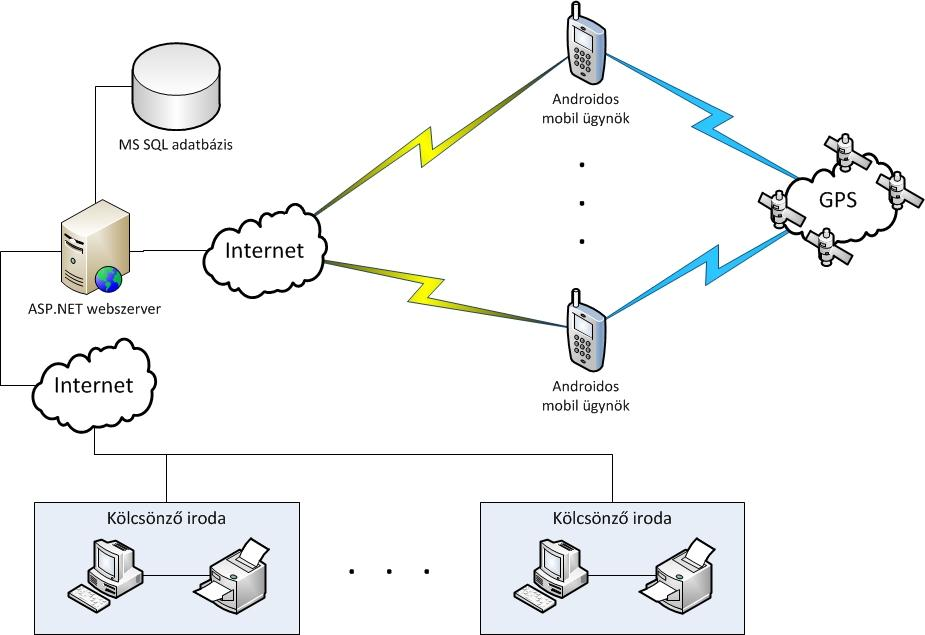 Androidos
mobil ügynök
MS SQL adatbázis
GPS
Internet
ASP.NET webszerver
Internet
Androidos
mobil ügynök
Kölcsönző iroda
Kölcsönző iroda